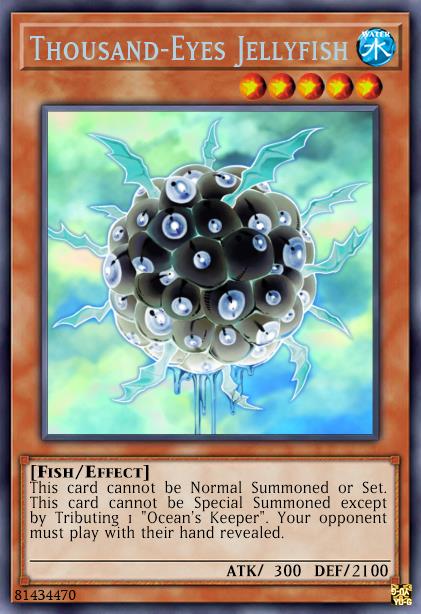 THOUSAND-EYES JELLYFISH
WATER
水
[FISH/EFFECT]
This card cannot be Normal Summoned or Set.
This card cannot be Special Summoned except
by Tributing 1 "Ocean's Keeper". Your opponent
must play with their hand revealed.
ATK/ 300 DEF/2100
81434470